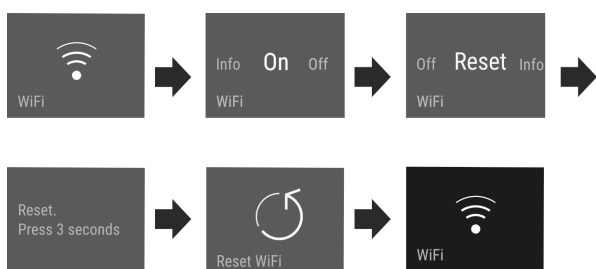 WiFi
Info On Off
WiFi
Off Reset Info
WiFi
Reset.
Press 3 seconds
Reset WiFi
WiFi